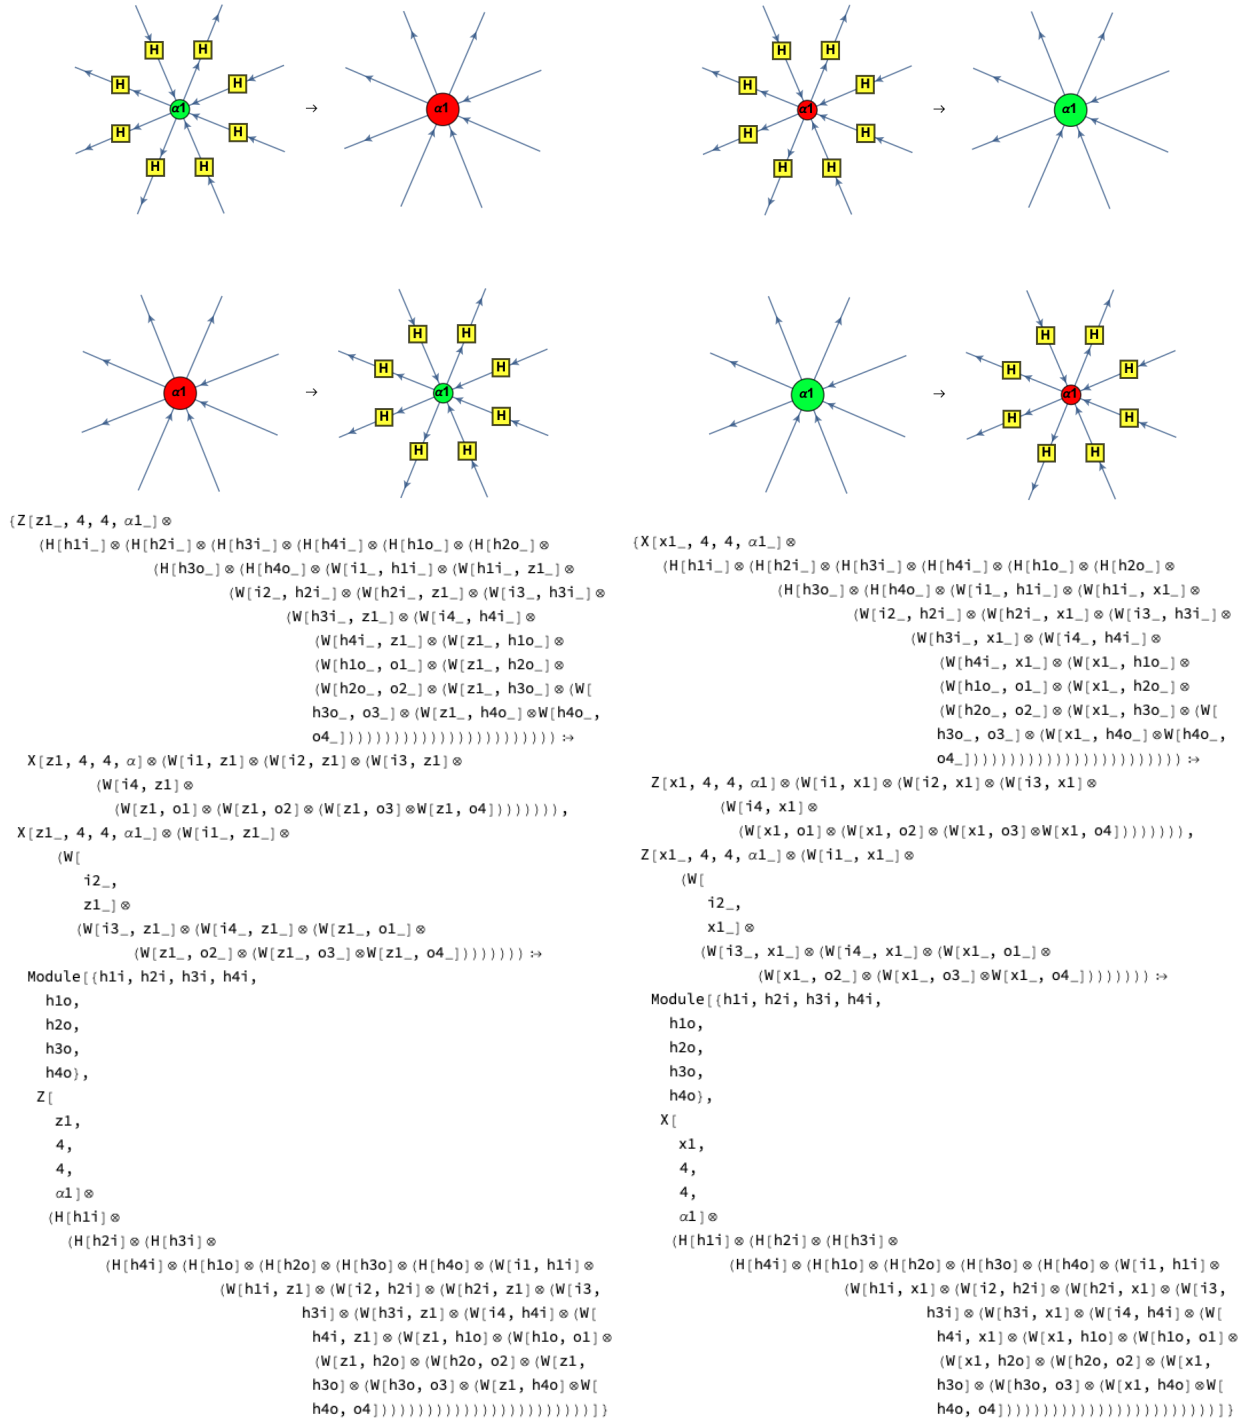 H H H H H H H H α1 → α1
H H H H H H H H α1 → α1
α1 → H H H H H H H H α1
α1 → H H H H H H H H α1
{Z[z1_, 4, 4, α1_]⊗
(H[h1i_]⊗(H[h2i_]⊗(H[h3i_]⊗(H[h4i_]⊗(H[h1o_]⊗(H[h2o_]⊗
(H[h3o_]⊗(H[h4o_]⊗(W[i1_, h1i_]⊗(W[h1i_, z1_]⊗
(W[i2_, h2i_]⊗(W[h2i_, z1_]⊗(W[i3_, h3i_]⊗
(W[h3i_, z1_]⊗(W[i4_, h4i_]⊗
(W[h4i_, z1_]⊗(W[z1_, h1o_]⊗
(W[h1o_, o1_]⊗(W[z1_, h2o_]⊗
(W[h2o_, o2_]⊗(W[z1_, h3o_]⊗(W[
h3o_, o3_]⊗(W[z1_, h4o_]⊗W[h4o_,
o4_]))))))))))))))))))))))) :→
X[z1, 4, 4, α]⊗(W[i1, z1]⊗(W[i2, z1]⊗(W[i3, z1]⊗
(W[i4, z1]⊗
(W[z1, o1]⊗(W[z1, o2]⊗(W[z1, o3]⊗W[z1, o4]))))))),
X[z1_, 4, 4, α1_]⊗(W[i1_, z1_]⊗
(W[
i2_,
z1_]⊗
(W[i3_, z1_]⊗(W[i4_, z1_]⊗(W[z1_, o1_]⊗
(W[z1_, o2_]⊗(W[z1_, o3_]⊗W[z1_, o4_]))))))) :→
Module[{h1i, h2i, h3i, h4i,
h1o,
h2o,
h3o,
h4o},
Z[
z1,
4,
4,
α1]⊗
(H[h1i]⊗
(H[h2i]⊗(H[h3i]⊗
(H[h4i]⊗(H[h1o]⊗(H[h2o]⊗(H[h3o]⊗(H[h4o]⊗(W[i1, h1i]⊗
(W[h1i, z1]⊗(W[i2, h2i]⊗(W[h2i, z1]⊗(W[i3,
h3i]⊗(W[h3i, z1]⊗(W[i4, h4i]⊗(W[
h4i, z1]⊗(W[z1, h1o]⊗(W[h1o, o1]⊗
(W[z1, h2o]⊗(W[h2o, o2]⊗(W[z1,
h3o]⊗(W[h3o, o3]⊗(W[z1, h4o]⊗W[
h4o, o4])))))))))))))))))))))))]}
{X[x1_, 4, 4, α1_]⊗
(H[h1i_]⊗(H[h2i_]⊗(H[h3i_]⊗(H[h4i_]⊗(H[h1o_]⊗(H[h2o_]⊗
(H[h3o_]⊗(H[h4o_]⊗(W[i1_, h1i_]⊗(W[h1i_, x1_]⊗
(W[i2_, h2i_]⊗(W[h2i_, x1_]⊗(W[i3_, h3i_]⊗
(W[h3i_, x1_]⊗(W[i4_, h4i_]⊗
(W[h4i_, x1_]⊗(W[x1_, h1o_]⊗
(W[h1o_, o1_]⊗(W[x1_, h2o_]⊗
(W[h2o_, o2_]⊗(W[x1_, h3o_]⊗(W[
h3o_, o3_]⊗(W[x1_, h4o_]⊗W[h4o_,
o4_]))))))))))))))))))))))) :→
Z[x1, 4, 4, α1]⊗(W[i1, x1]⊗(W[i2, x1]⊗(W[i3, x1]⊗
(W[i4, x1]⊗
(W[x1, o1]⊗(W[x1, o2]⊗(W[x1, o3]⊗W[x1, o4]))))))),
Z[x1_, 4, 4, α1_]⊗(W[i1_, x1_]⊗
(W[
i2_,
x1_]⊗
(W[i3_, x1_]⊗(W[i4_, x1_]⊗(W[x1_, o1_]⊗
(W[x1_, o2_]⊗(W[x1_, o3_]⊗W[x1_, o4_]))))))) :→
Module[{h1i, h2i, h3i, h4i,
h1o,
h2o,
h3o,
h4o},
X[
x1,
4,
4,
α1]⊗
(H[h1i]⊗(H[h2i]⊗(H[h3i]⊗
(H[h4i]⊗(H[h1o]⊗(H[h2o]⊗(H[h3o]⊗(H[h4o]⊗(W[i1, h1i]⊗
(W[h1i, x1]⊗(W[i2, h2i]⊗(W[h2i, x1]⊗(W[i3,
h3i]⊗(W[h3i, x1]⊗(W[i4, h4i]⊗(W[
h4i, x1]⊗(W[x1, h1o]⊗(W[h1o, o1]⊗
(W[x1, h2o]⊗(W[h2o, o2]⊗(W[x1,
h3o]⊗(W[h3o, o3]⊗(W[x1, h4o]⊗W[
h4o, o4])))))))))))))))))))))))]}